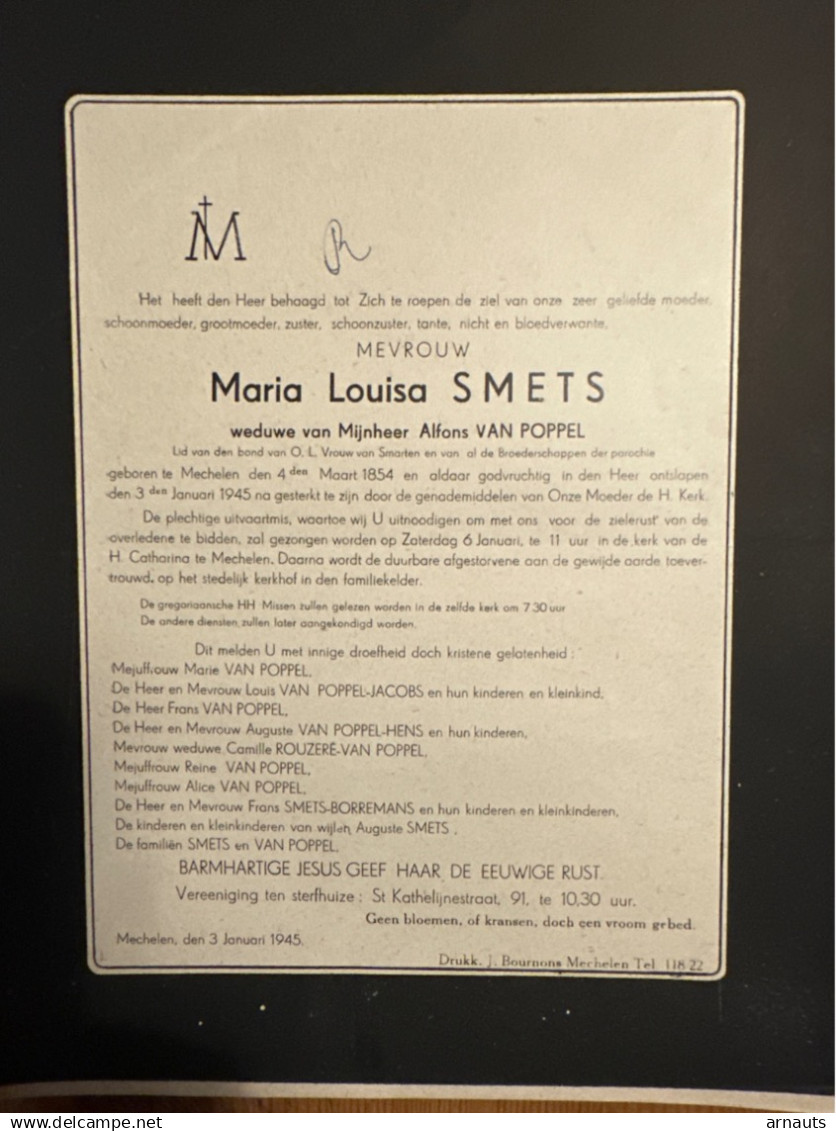 M
Het heeft den Heer behaagd tot Zich te roepen de ziel van onze zeer geliefde moeder,
schoonmoeder, grootmoeder, zuster, schoonzuster, tante, nicht en bloedverwante,
MEVROUW
Maria Louisa SMETS
weduwe van Mijnheer Alfons VAN POPPEL
Lid van den bond van O. L. Vrouw van Smarten en van al de Broederschappen der parochie
geboren te Mechelen den 4den Maart 1854 en aldaar godvruchtig in den Heer ontslapen
den 3den Januari 1945 na gesterkt te zijn door de genademiddelen van Onze Moeder de H. Kerk.
De plechtige uitvaartmis, waartoe wij U uitnoodigen om met ons voor de zielerust van de
overledene te bidden, zal gezongen worden op Zaterdag 6 Januari, te 11 uur in de kerk van de
H. Catharina te Mechelen. Daarna wordt de duurbare afgestorvene aan de gewijde aarde toever-
trouwd, op het stedelijk kerkhof in den familiekelder.
De gregoriaansche HH Missen zullen gelezen worden in de zelfde kerk om 7 30 uur
De andere diensten zullen later aangekondigd worden.
Dit melden U met innige droefheid doch kristene gelatenheid :
Mejuffrouw Marie VAN POPPEL,
De Heer en Mevrouw Louis VAN POPPEL-JACOBS en hun kinderen en kleinkind,
De Heer Frans VAN POPPEL,
De Heer en Mevrouw Auguste VAN POPPEL-HENS en hun kinderen,
Mevrouw weduwe Camille ROUZERÉ-VAN POPPEL,
Mejuffrouw Reine VAN POPPEL,
Mejuffrouw Alice VAN POPPEL,
De Heer en Mevrouw Frans SMETS-BORREMANS en hun kinderen en kleinkinderen,
De kinderen en kleinkinderen van wijlen Auguste SMETS,
De familiën SMETS en VAN POPPEL.
BARMHARTIGE JESUS GEEF HAAR DE EEUWIGE RUST.
Vereeniging ten sterfhuize : St Kathelijnestraat, 91, te 10,30 uur.
Geen bloemen, of kransen, doch een vroom gebed.
Mechelen, den 3 Januari 1945.
Drukk. J. Bournons Mechelen Tel 118 22
arnauts